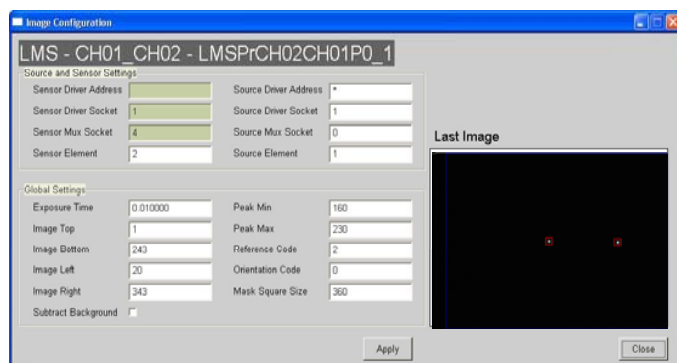 Image Configuration
LMS - CH01_CH02 - LMSPrCH02CH01P0_1
Source and Sensor Settings
Sensor Driver Address Source Driver Address *
Sensor Driver Socket 1 Source Driver Socket 1
Sensor Mux Socket 4 Source Mux Socket 0
Sensor Element 2 Source Element 1
Last Image
Global Settings
Exposure Time 0.010000 Peak Min 160
Image Top 1 Peak Max 230
Image Bottom 243 Reference Code 2
Image Left 20 Orientation Code 0
Image Right 343 Mask Square Size 360
Subtract Background
Apply Close